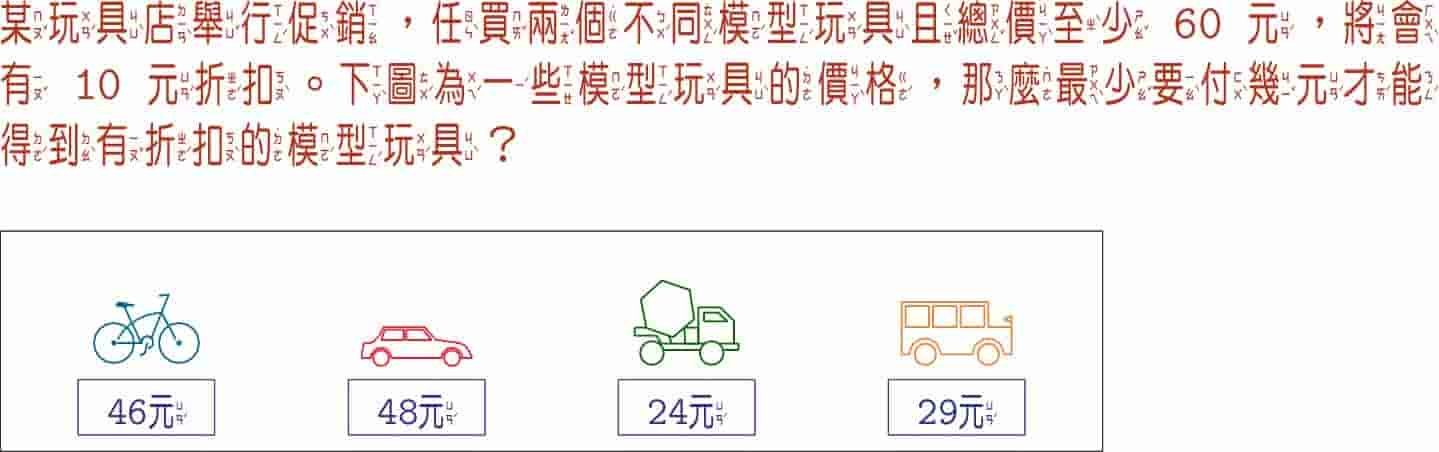 某玩具店舉行促銷，任買兩個不同模型玩具且總價至少 60 元，將會
有 10 元折扣。下圖為一些模型玩具的價格，那麼最少要付幾元才能
得到有折扣的模型玩具？
46元 48元 24元 29元